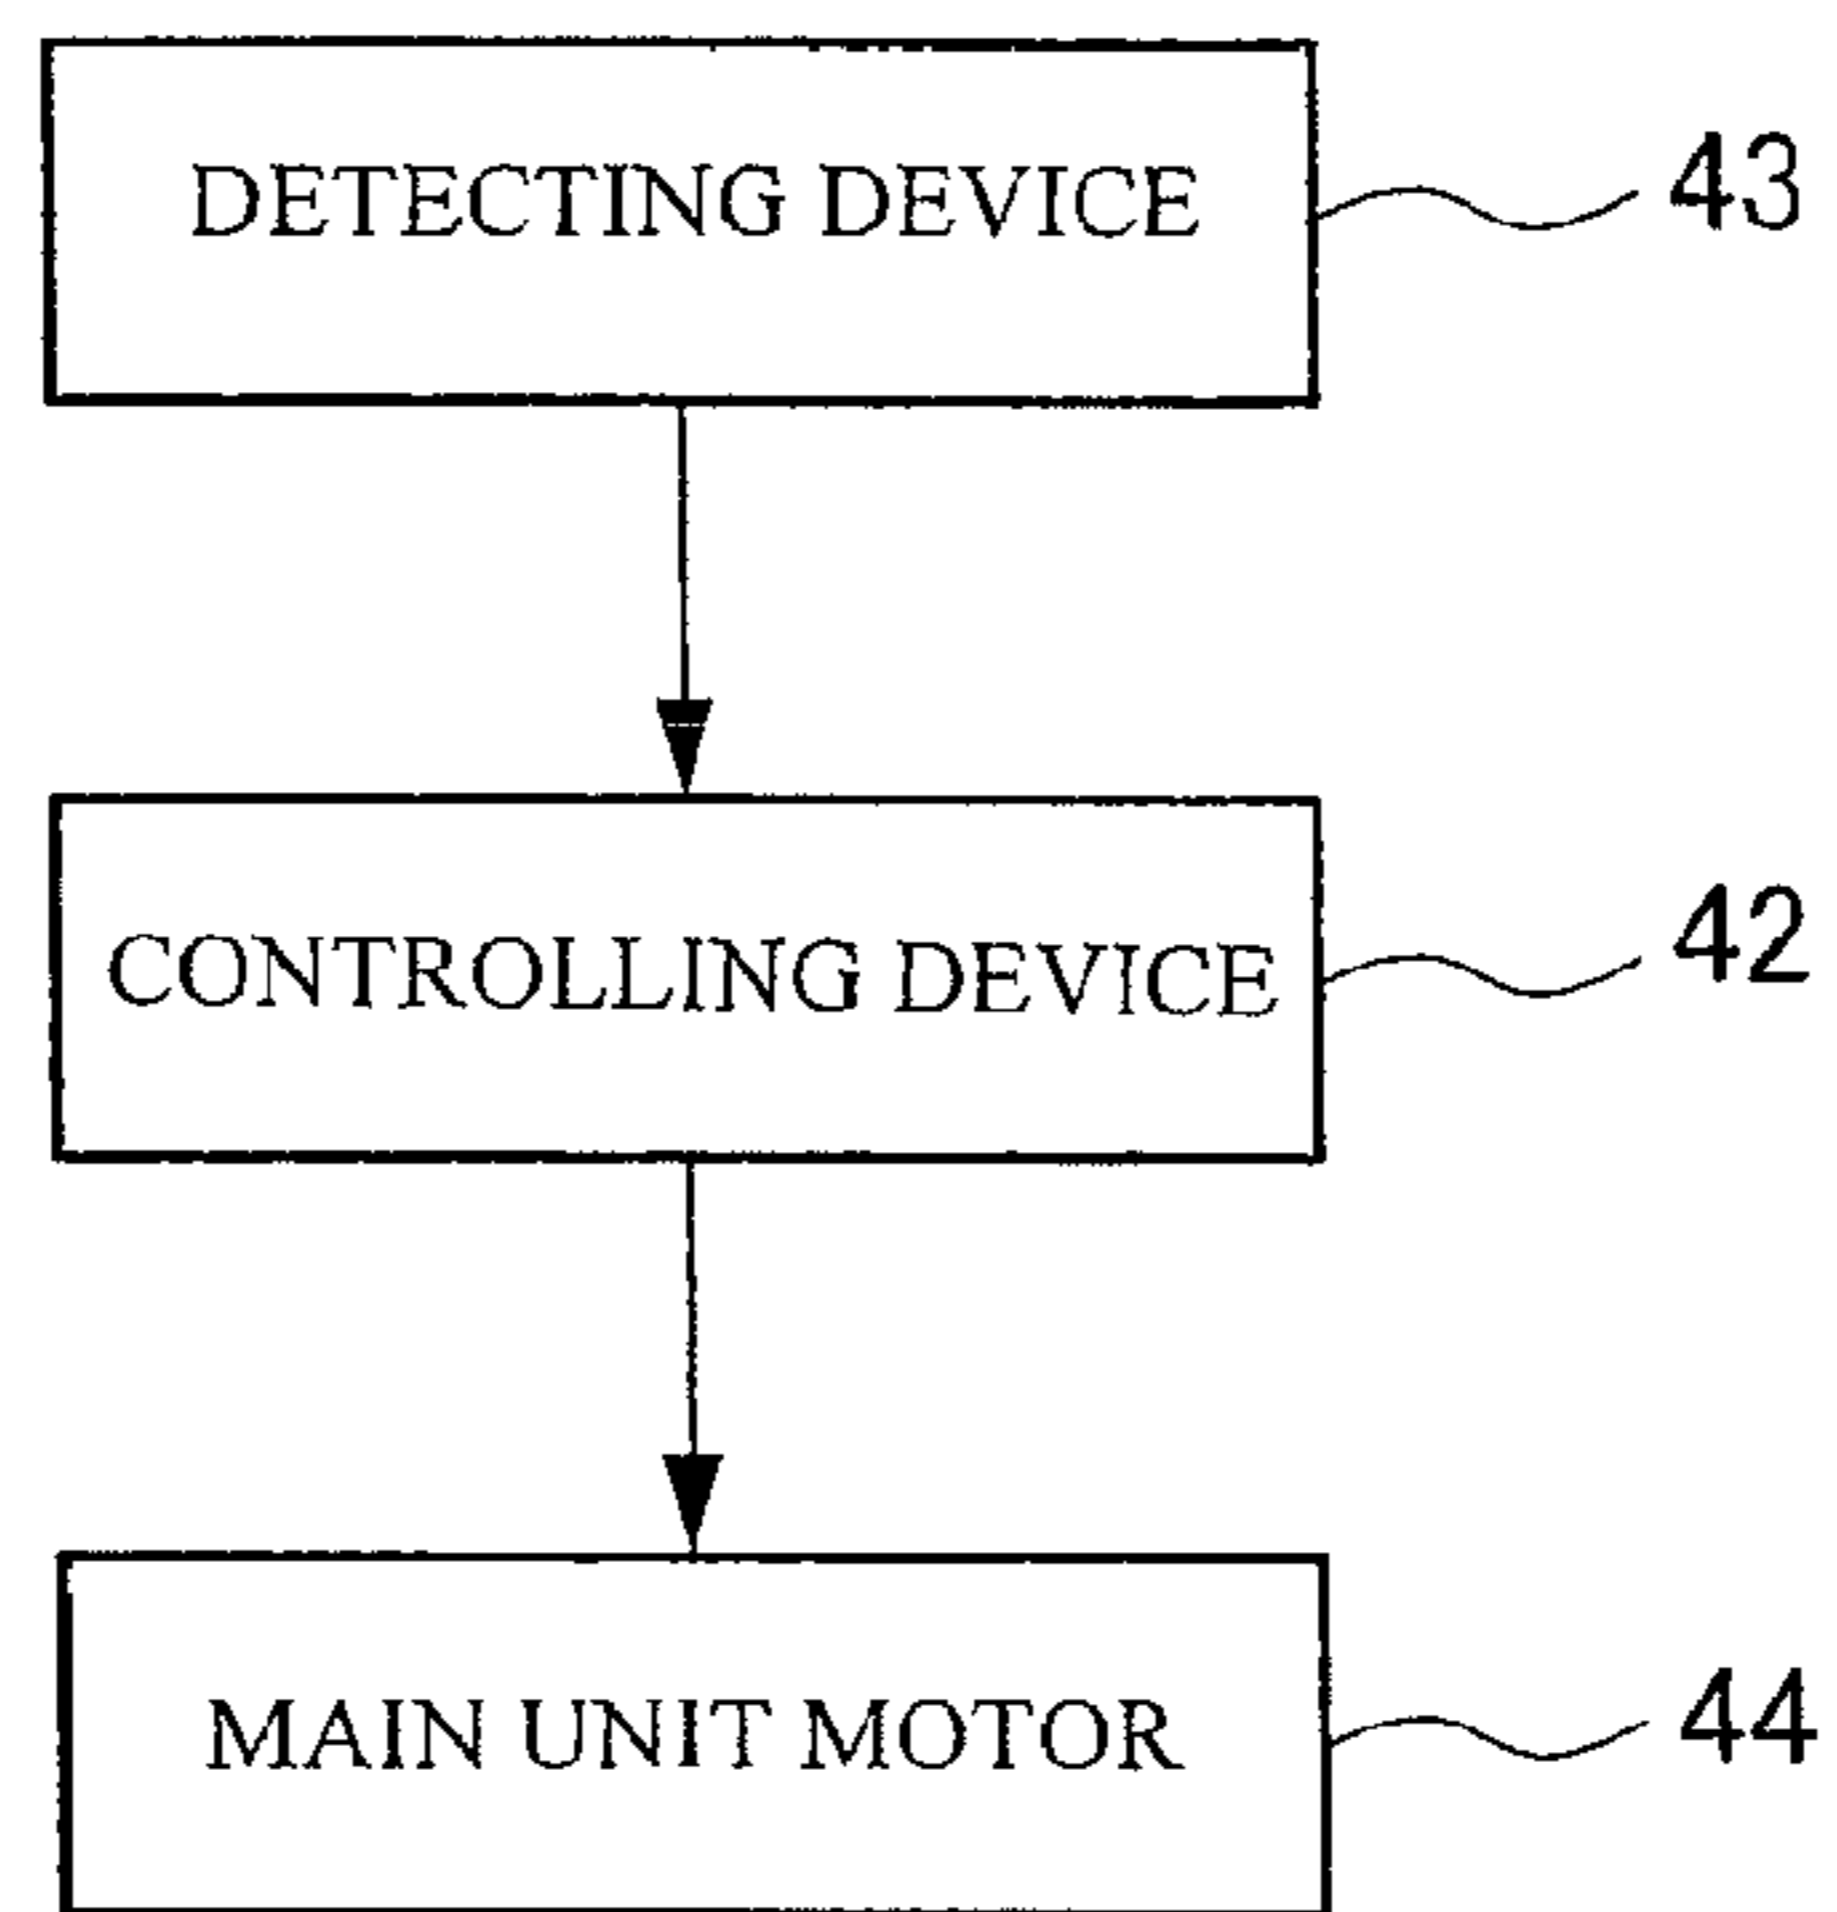 DETECTING DEVICE 43
CONTROLLING DEVICE 42
MAIN UNIT MOTOR 44